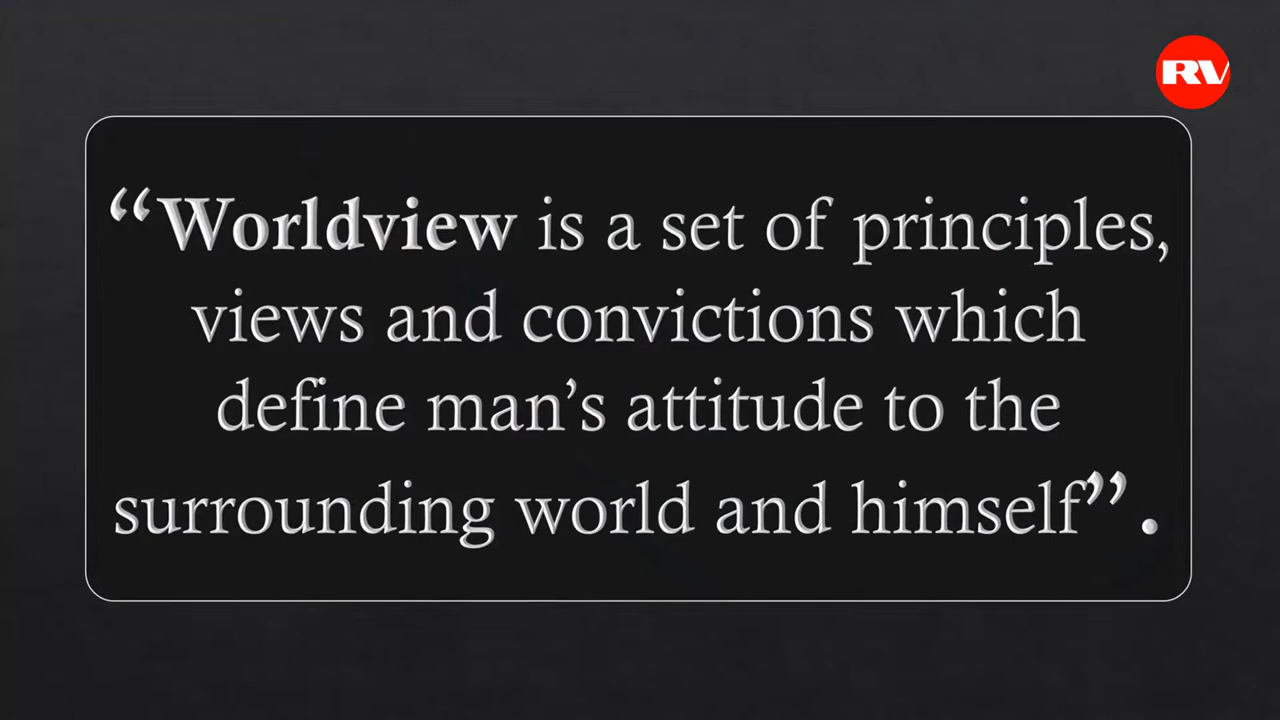 RV
“Worldview is a set of principles,
views and convictions which
define man’s attitude to the
surrounding world and himself”.